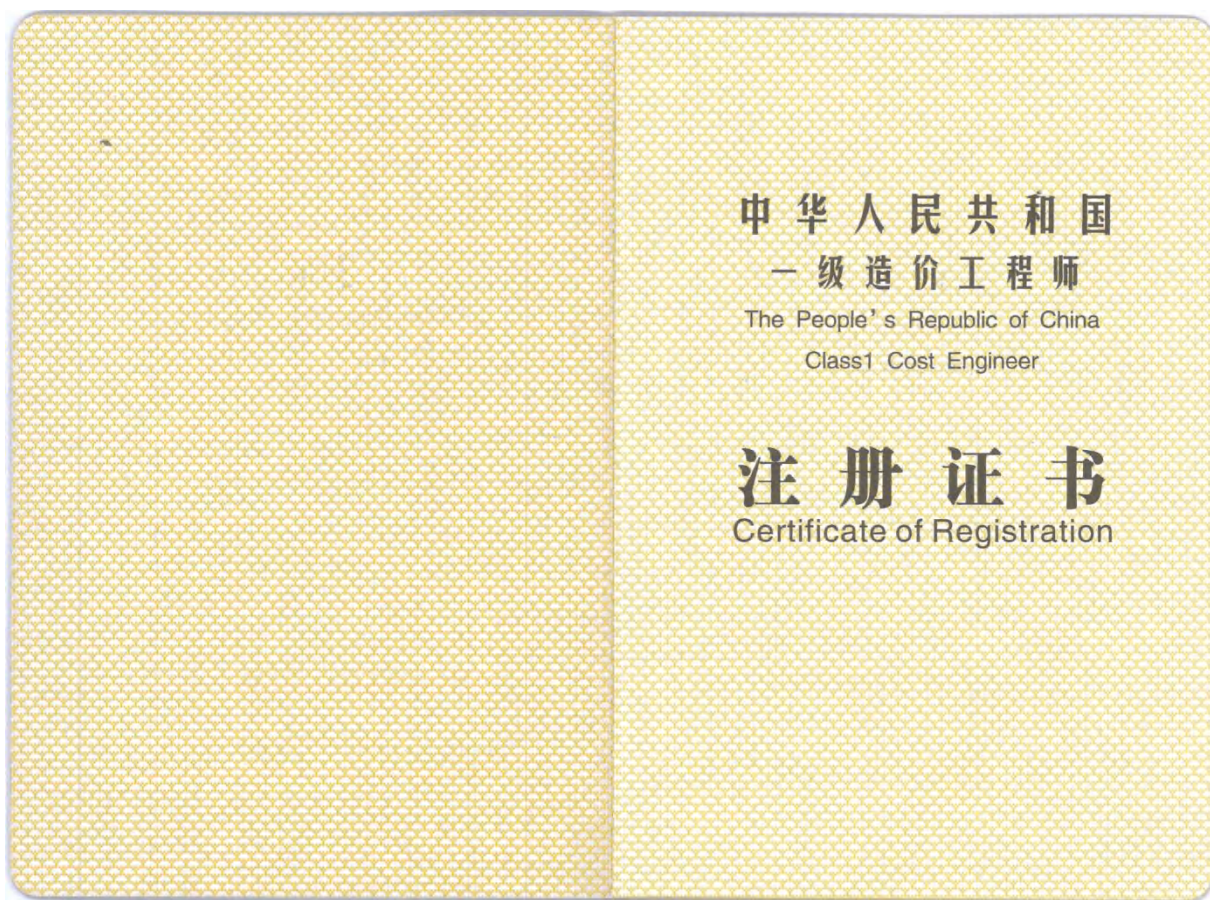 中华人民共和国
一级造价工程师
The People's Republic of China
Class1 Cost Engineer
注册证书
Certificate of Registration